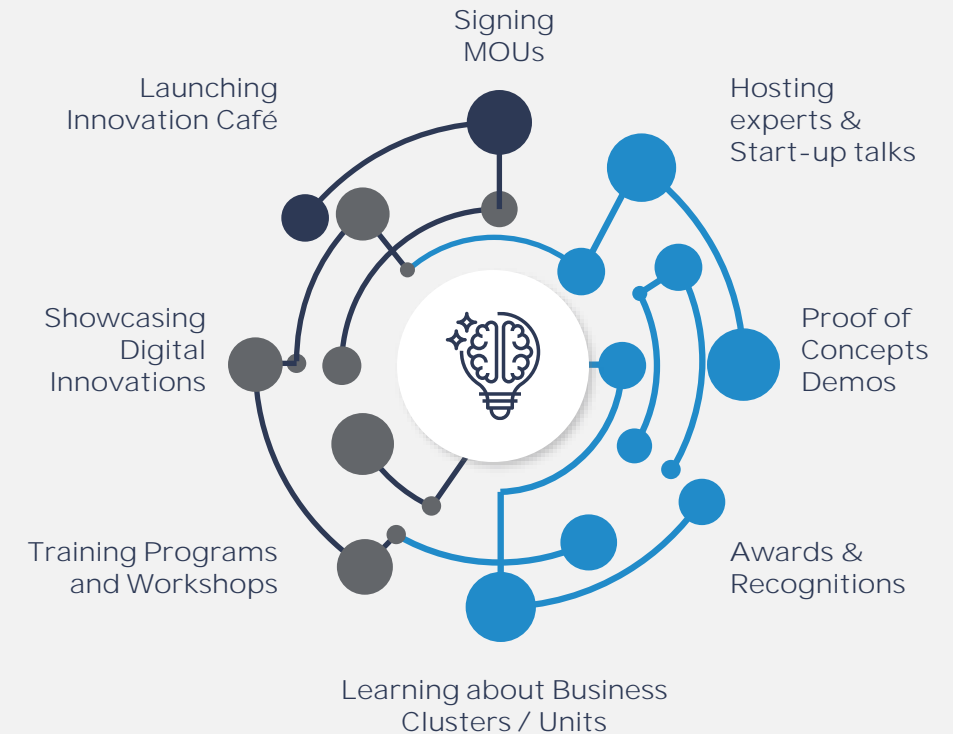 Signing
MOUs
Launching
Innovation Café
Hosting
experts &
Start-up talks
Showcasing
Digital
Innovations
Proof of
Concepts
Demos
Training Programs
and Workshops
Awards &
Recognitions
Learning about Business
Clusters / Units